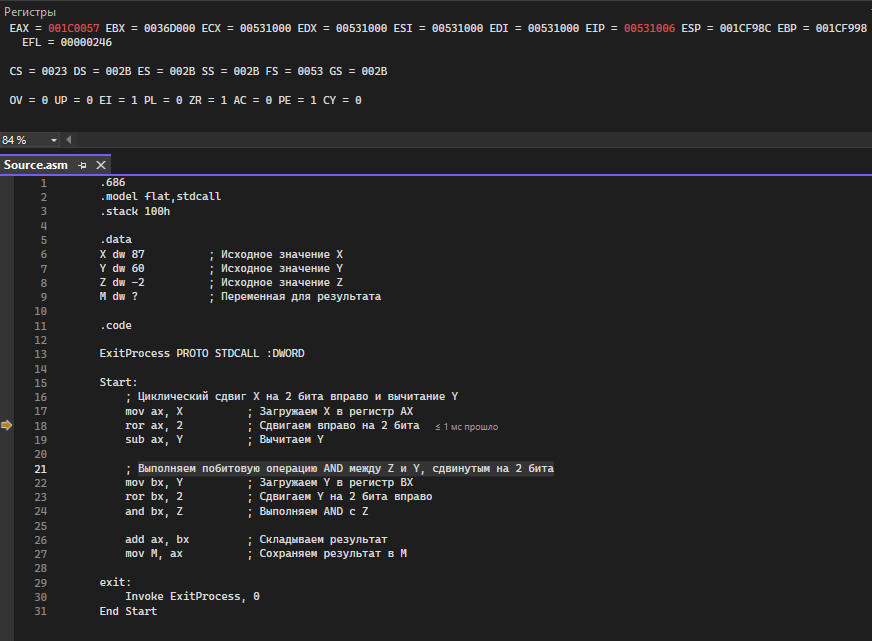 Регистры
EAX = 001C0057 EBX = 0036D000 ECX = 00531000 EDX = 00531000 ESI = 00531000 EDI = 00531000 EIP = 00531006 ESP = 001CF98C EBP = 001CF998
EFL = 00000246
CS = 0023 DS = 002B ES = 002B SS = 002B FS = 0053 GS = 002B
OV = 0 UP = 0 EI = 1 PL = 0 ZR = 1 AC = 0 PE = 1 CY = 0
84 %
Source.asm
1 .686
2 .model flat,stdcall
3 .stack 100h
4
5 .data
6 X dw 87 ; Исходное значение X
7 Y dw 60 ; Исходное значение Y
8 Z dw -2 ; Исходное значение Z
9 M dw ? ; Переменная для результата
10
11 .code
12
13 ExitProcess PROTO STDCALL :DWORD
14
15 Start:
16 ; Циклический сдвиг X на 2 бита вправо и вычитание Y
17 mov ax, X ; Загружаем X в регистр AX
18 ror ax, 2 ; Сдвигаем вправо на 2 бита ≤ 1 мс прошло
19 sub ax, Y ; Вычитаем Y
20
21 ; Выполняем побитовую операцию AND между Z и Y, сдвинутым на 2 бита
22 mov bx, Y ; Загружаем Y в регистр BX
23 ror bx, 2 ; Сдвигаем Y на 2 бита вправо
24 and bx, Z ; Выполняем AND с Z
25
26 add ax, bx ; Складываем результат
27 mov M, ax ; Сохраняем результат в M
28
29 exit:
30 Invoke ExitProcess, 0
31 End Start